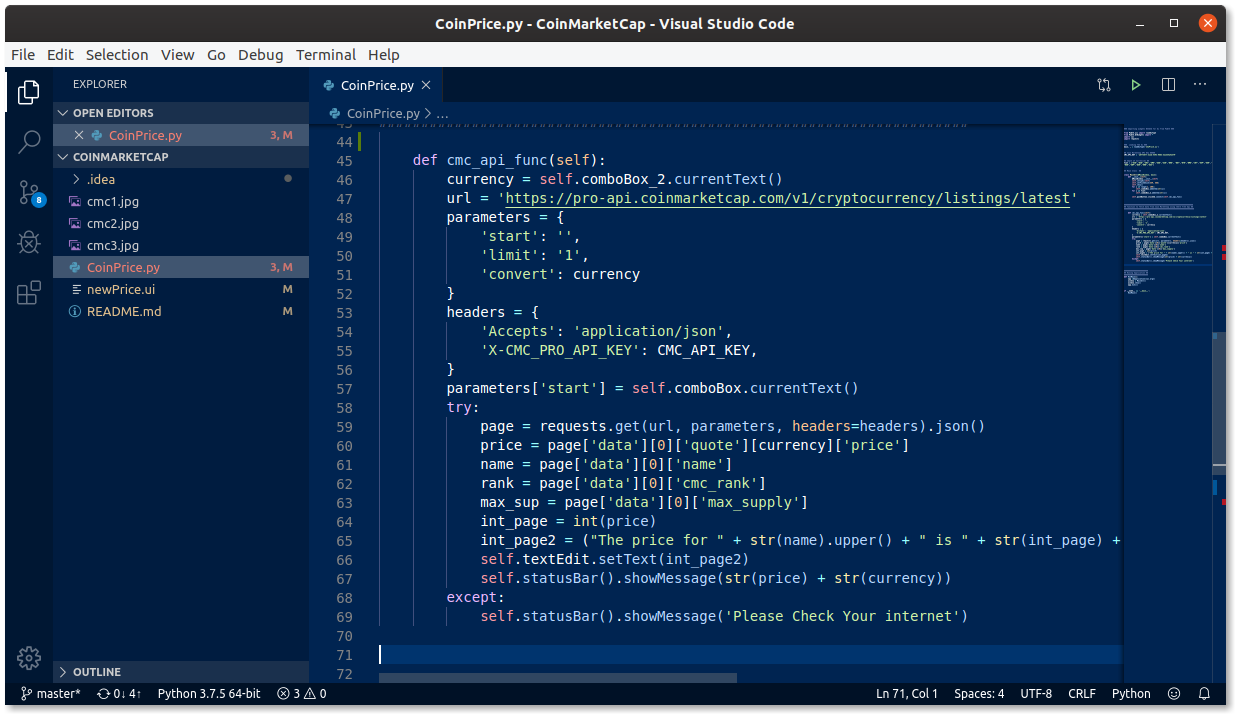 CoinPrice.py - CoinMarketCap - Visual Studio Code
File Edit Selection View Go Debug Terminal Help
EXPLORER
OPEN EDITORS
CoinPrice.py 3, M
COINMARKETCAP
.idea
cmc1.jpg
cmc2.jpg
cmc3.jpg
CoinPrice.py 3, M
newPrice.ui M
README.md M
OUTLINE
8
CoinPrice.py
CoinPrice.py > ...
44
45 def cmc_api_func(self):
46 currency = self.comboBox_2.currentText()
47 url = 'https://pro-api.coinmarketcap.com/v1/cryptocurrency/listings/latest'
48 parameters = {
49 'start': '',
50 'limit': '1',
51 'convert': currency
52 }
53 headers = {
54 'Accepts': 'application/json',
55 'X-CMC_PRO_API_KEY': CMC_API_KEY,
56 }
57 parameters['start'] = self.comboBox.currentText()
58 try:
59 page = requests.get(url, parameters, headers=headers).json()
60 price = page['data'][0]['quote'][currency]['price']
61 name = page['data'][0]['name']
62 rank = page['data'][0]['cmc_rank']
63 max_sup = page['data'][0]['max_supply']
64 int_page = int(price)
65 int_page2 = ("The price for " + str(name).upper() + " is " + str(int_page) +
66 self.textEdit.setText(int_page2)
67 self.statusBar().showMessage(str(price) + str(currency))
68 except:
69 self.statusBar().showMessage('Please Check Your internet')
70
71
72
master* 0↓ 4↑ Python 3.7.5 64-bit 3 0 Ln 71, Col 1 Spaces: 4 UTF-8 CRLF Python